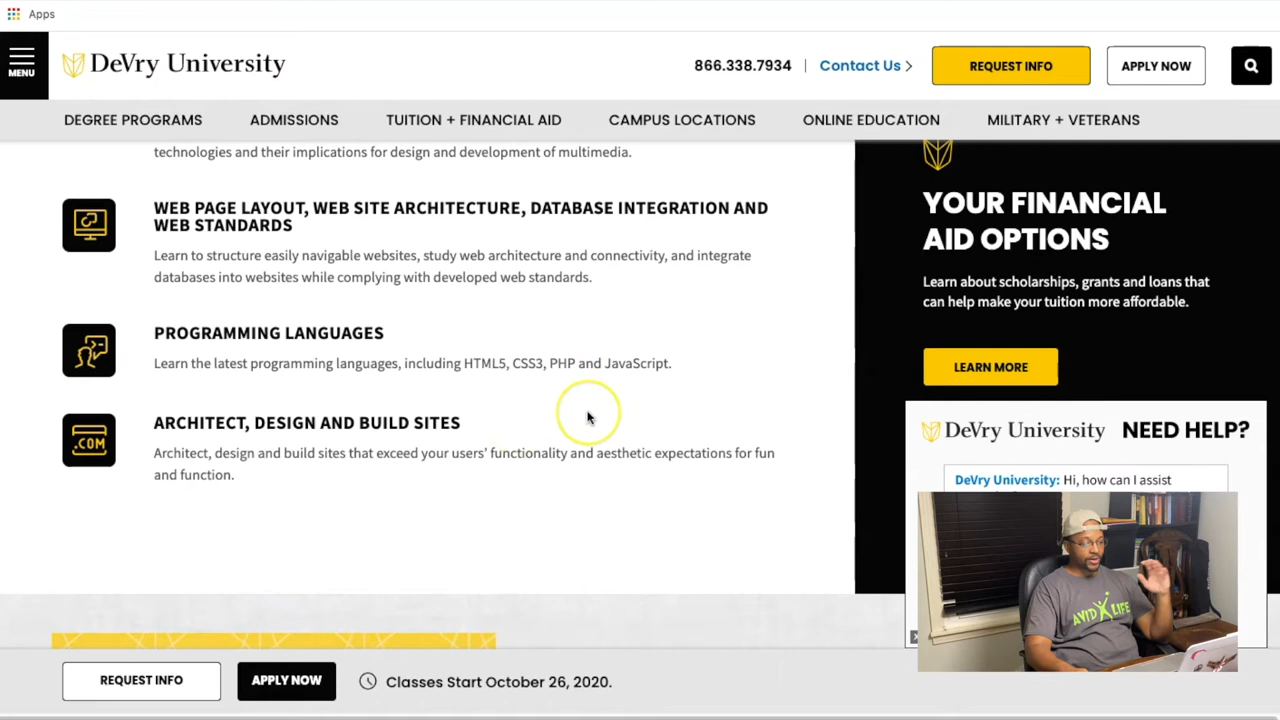 Apps
MENU
DeVry University
866.338.7934 | Contact Us
REQUEST INFO
APPLY NOW
DEGREE PROGRAMS
ADMISSIONS
TUITION + FINANCIAL AID
CAMPUS LOCATIONS
ONLINE EDUCATION
MILITARY + VETERANS
technologies and their implications for design and development of multimedia.
WEB PAGE LAYOUT, WEB SITE ARCHITECTURE, DATABASE INTEGRATION AND
WEB STANDARDS
Learn to structure easily navigable websites, study web architecture and connectivity, and integrate
databases into websites while complying with developed web standards.
PROGRAMMING LANGUAGES
Learn the latest programming languages, including HTML5, CSS3, PHP and JavaScript.
.COM
ARCHITECT, DESIGN AND BUILD SITES
Architect, design and build sites that exceed your users' functionality and aesthetic expectations for fun
and function.
YOUR FINANCIAL
AID OPTIONS
Learn about scholarships, grants and loans that
can help make your tuition more affordable.
LEARN MORE
DeVry University NEED HELP?
DeVry University: Hi, how can I assist
AVID LIFE
REQUEST INFO
APPLY NOW
Classes Start October 26, 2020.